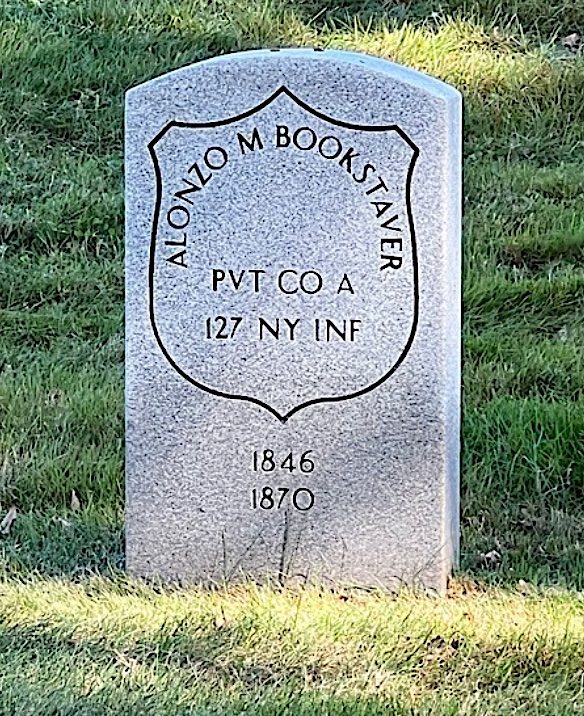 ALONZO M BOOKSTAVER
PVT CO A
127 NY INF
1846
1870